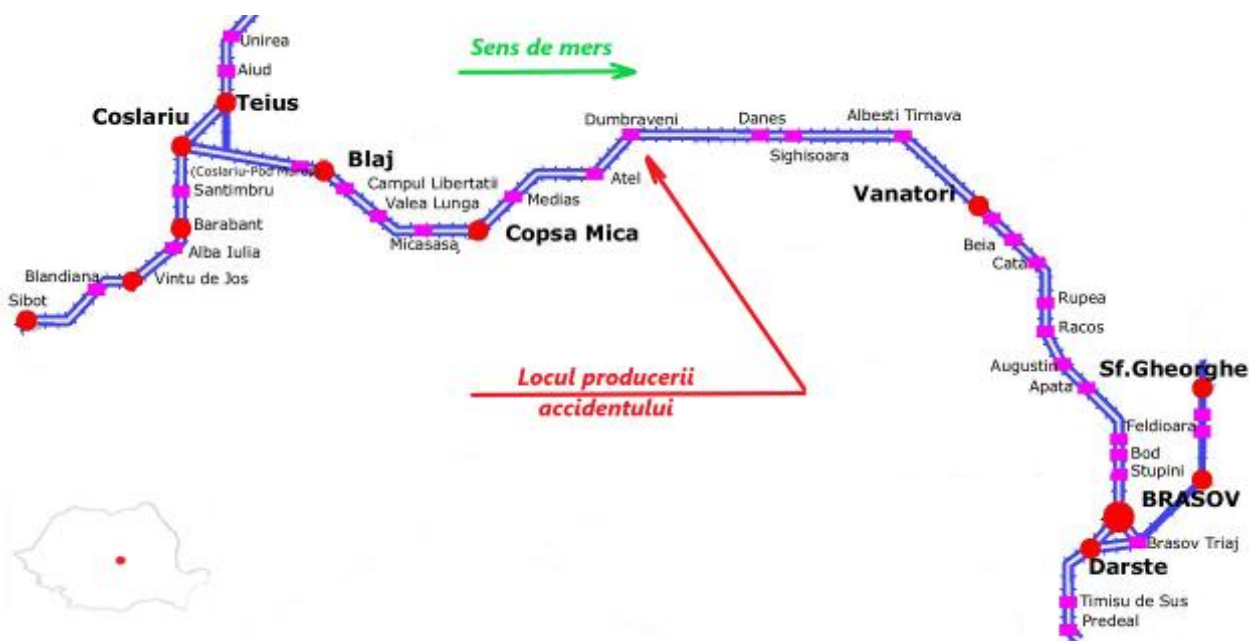 Unirea
Sens de mers
Aiud
Teius
Coslariu
Dumbraveni
Danes
Albesti Tirnava
Sighisoara
Blaj
(Coslariu-Pod
Campul Libertatii
Atel
Santimbru
Valea Lunga
Medias
Vanatori
Barabant
Micasasa
Copsa Mica
Beia
Alba Iulia
Cata
Blandiana
Vintu de Jos
Sibot
Rupea
Racos
Augustin
Sf.Gheorghe
Locul producerii
accidentului
Apata
Feldioara
Bod
Stupini
BRASOV
Brasov Triaj
Darste
Timisu de Sus
Predeal